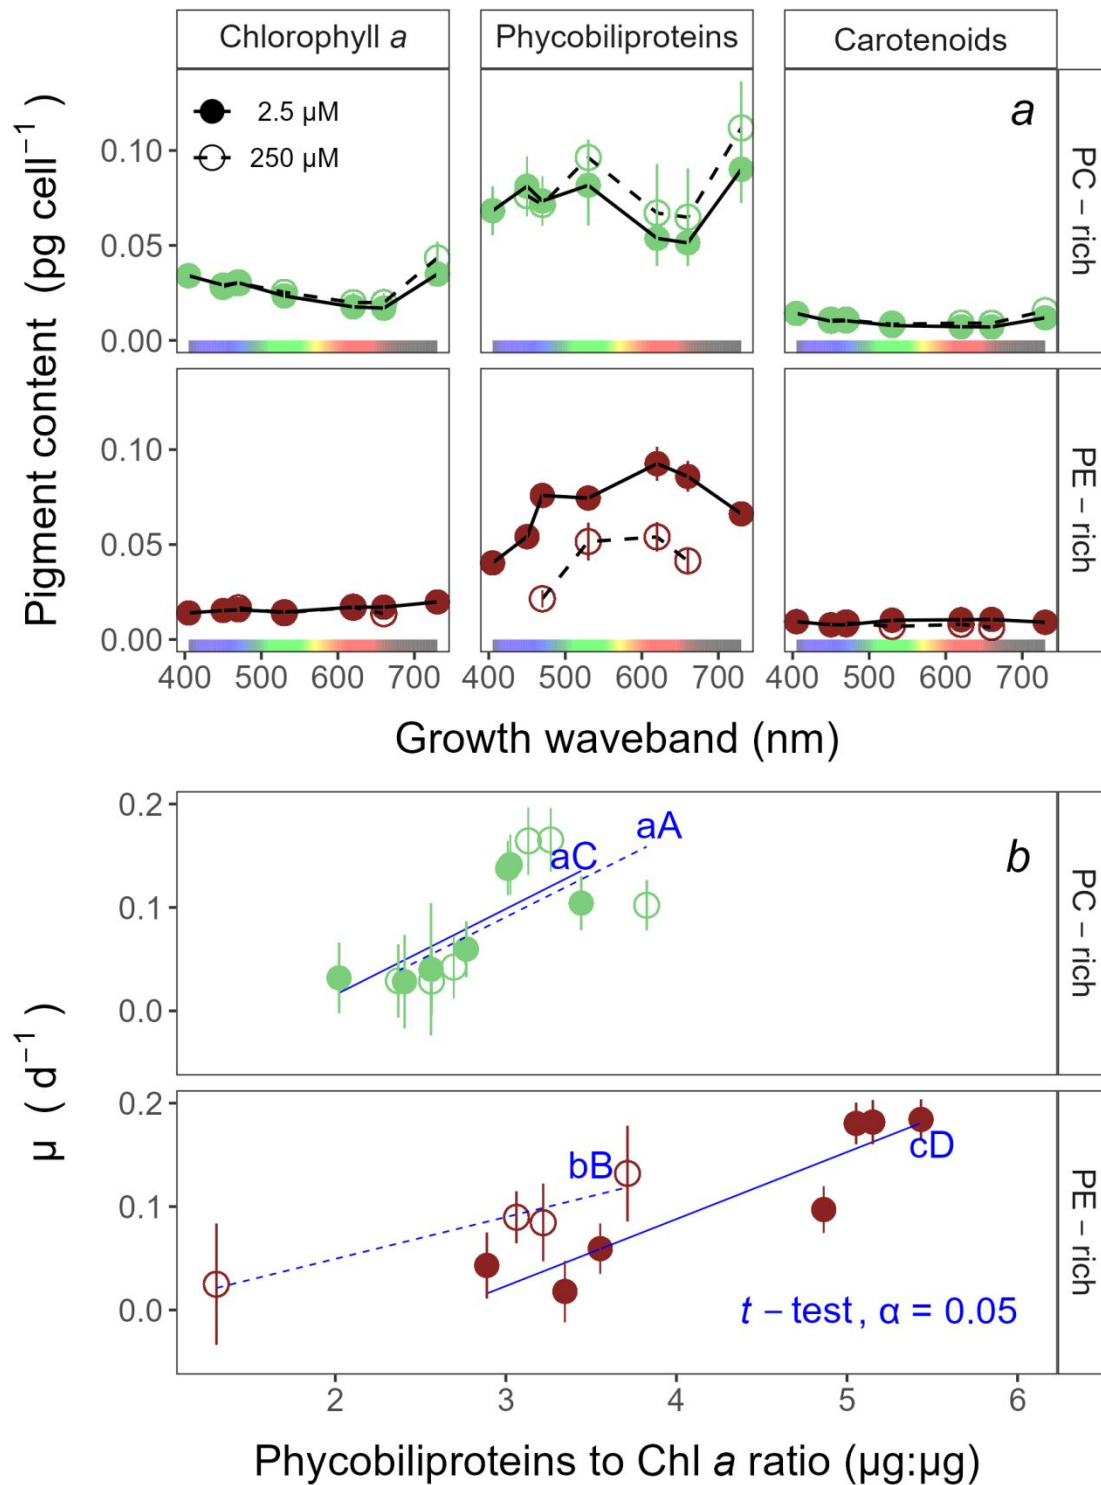 Chlorophyll a
Phycobiliproteins
Carotenoids
2.5 µM
250 µM
a
0.10
0.05
0.00
PC – rich
0.10
0.05
0.00
PE – rich
Pigment content (pg cell⁻¹)
400 500 600 700
400 500 600 700
400 500 600 700
Growth waveband (nm)
0.2
0.1
0.0
aA
aC
b
PC – rich
µ ( d⁻¹ )
0.2
0.1
0.0
bB
cD
t – test, α = 0.05
PE – rich
2 3 4 5 6
Phycobiliproteins to Chl a ratio (µg:µg)